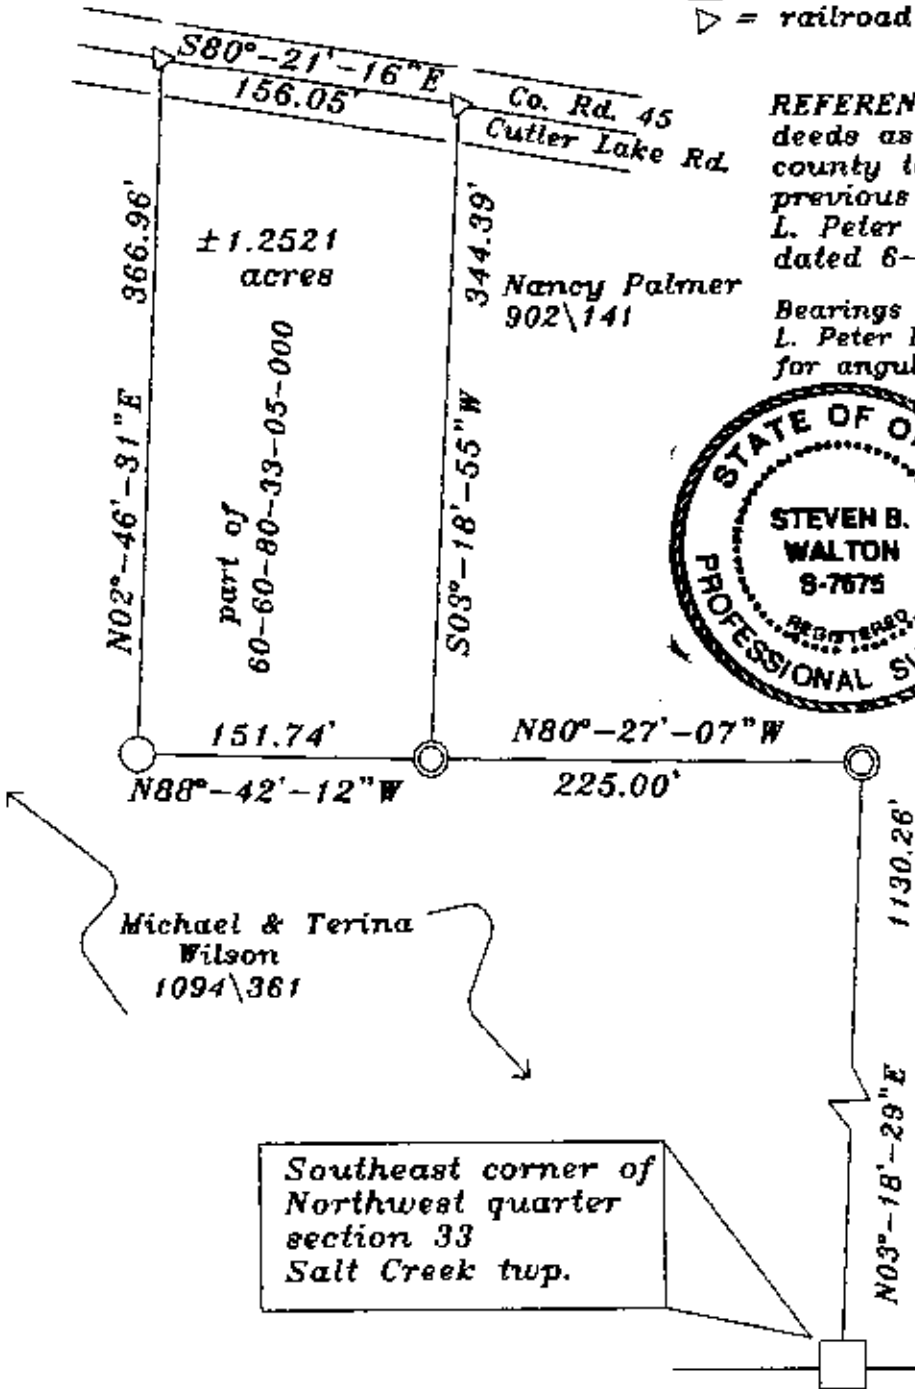 ▷ = railroad
S80°-21'-16"E
156.05'
Co. Rd. 45
Cutler Lake Rd.
REFEREN
deeds as
county t
previous
L. Peter
dated 6-
Bearings
L. Peter
for angul
366.96'
N02°-46'-31"E
±1.2521
acres
part of
60-60-80-33-05-000
344.39'
S03°-18'-55"W
Nancy Palmer
902\141
STATE OF O
STEVEN B.
WALTON
S-7675
REGISTERED
PROFESSIONAL SU
151.74'
N88°-42'-12"W
N80°-27'-07"W
225.00'
1130.26'
N03°-18'-29"E
Michael & Terina
Wilson
1094\361
Southeast corner of
Northwest quarter
section 33
Salt Creek twp.